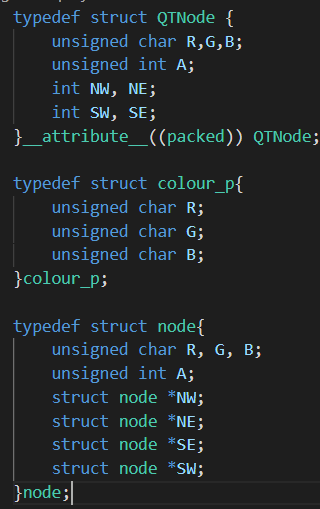 typedef struct QTNode {
    unsigned char R,G,B;
    unsigned int A;
    int NW, NE;
    int SW, SE;
}__attribute__((packed)) QTNode;

typedef struct colour_p{
    unsigned char R;
    unsigned char G;
    unsigned char B;
}colour_p;

typedef struct node{
    unsigned char R, G, B;
    unsigned int A;
    struct node *NW;
    struct node *NE;
    struct node *SE;
    struct node *SW;
}node;